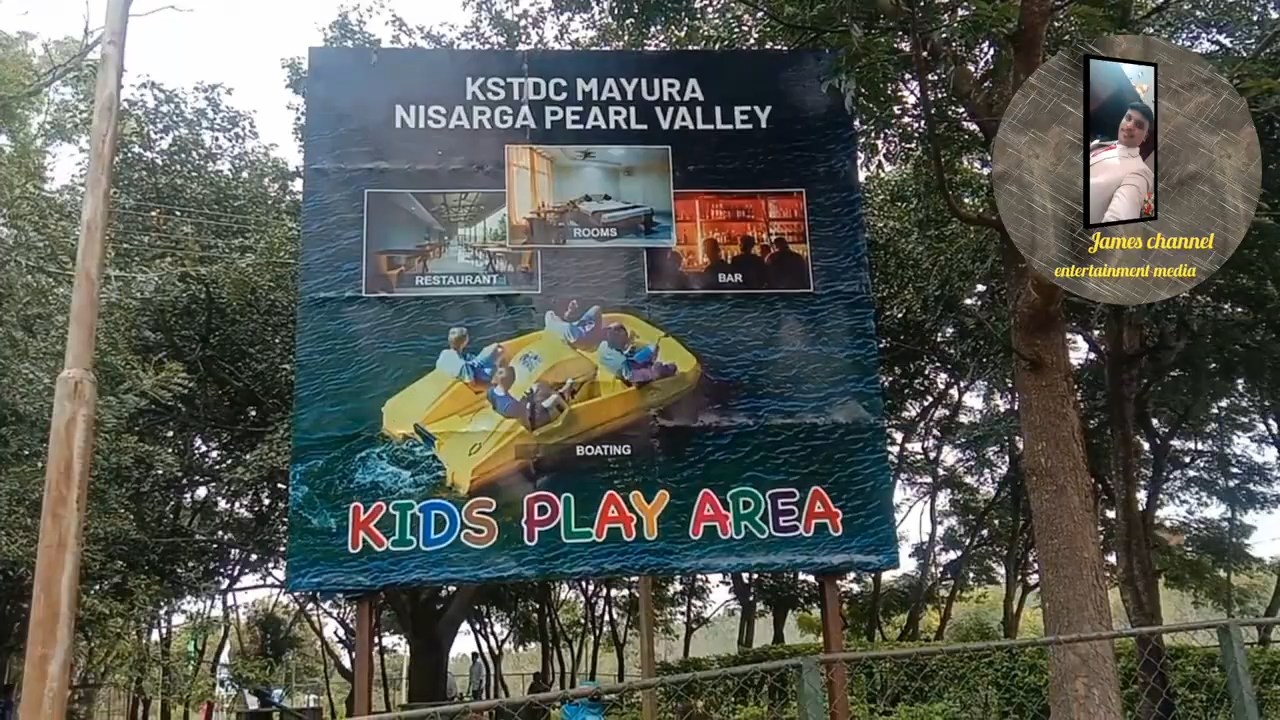 KSTDC MAYURA
NISARGA PEARL VALLEY
ROOMS
RESTAURANT
BAR
BOATING
KIDS PLAY AREA
James channel
entertainment media